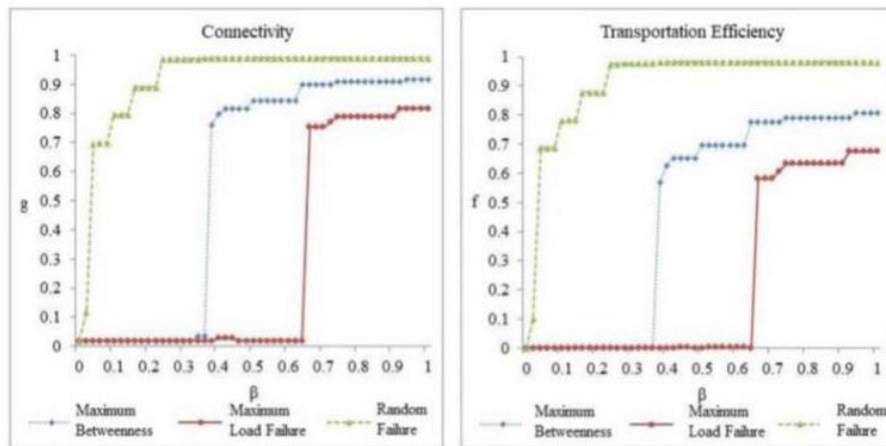 Connectivity
1
0.9
0.8
0.7
0.6
0.5
0.4
0.3
0.2
0.1
0
g
0 0.1 0.2 0.3 0.4 0.5 0.6 0.7 0.8 0.9 1
β
Maximum Betweenness
Maximum Load Failure
Random Failure
Transportation Efficiency
1
0.9
0.8
0.7
0.6
0.5
0.4
0.3
0.2
0.1
0
r
0 0.1 0.2 0.3 0.4 0.5 0.6 0.7 0.8 0.9 1
β
Maximum Betweenness
Maximum Load Failure
Random Failure